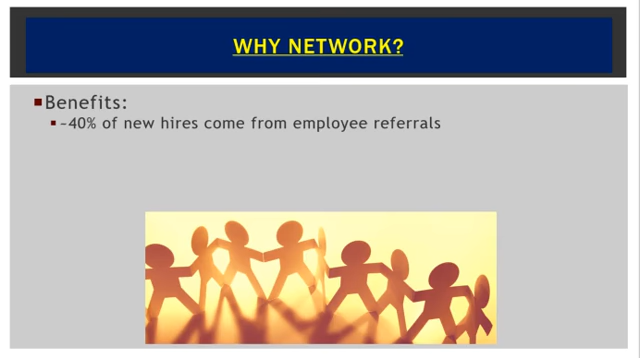 WHY NETWORK?
Benefits:
~40% of new hires come from employee referrals